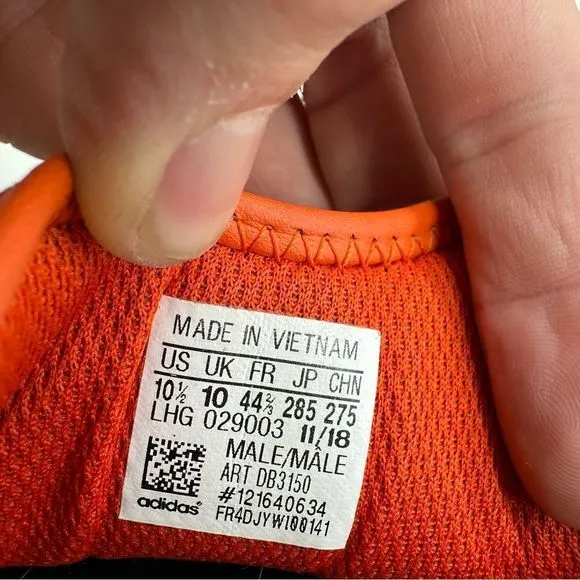 MADE IN VIETNAM
US UK FR JP CHN
10½ 10 44⅔ 285 275
LHG 029003 11/18
MALE/MÂLE
ART DB3150
#121640634
adidas FR4DJYW100141